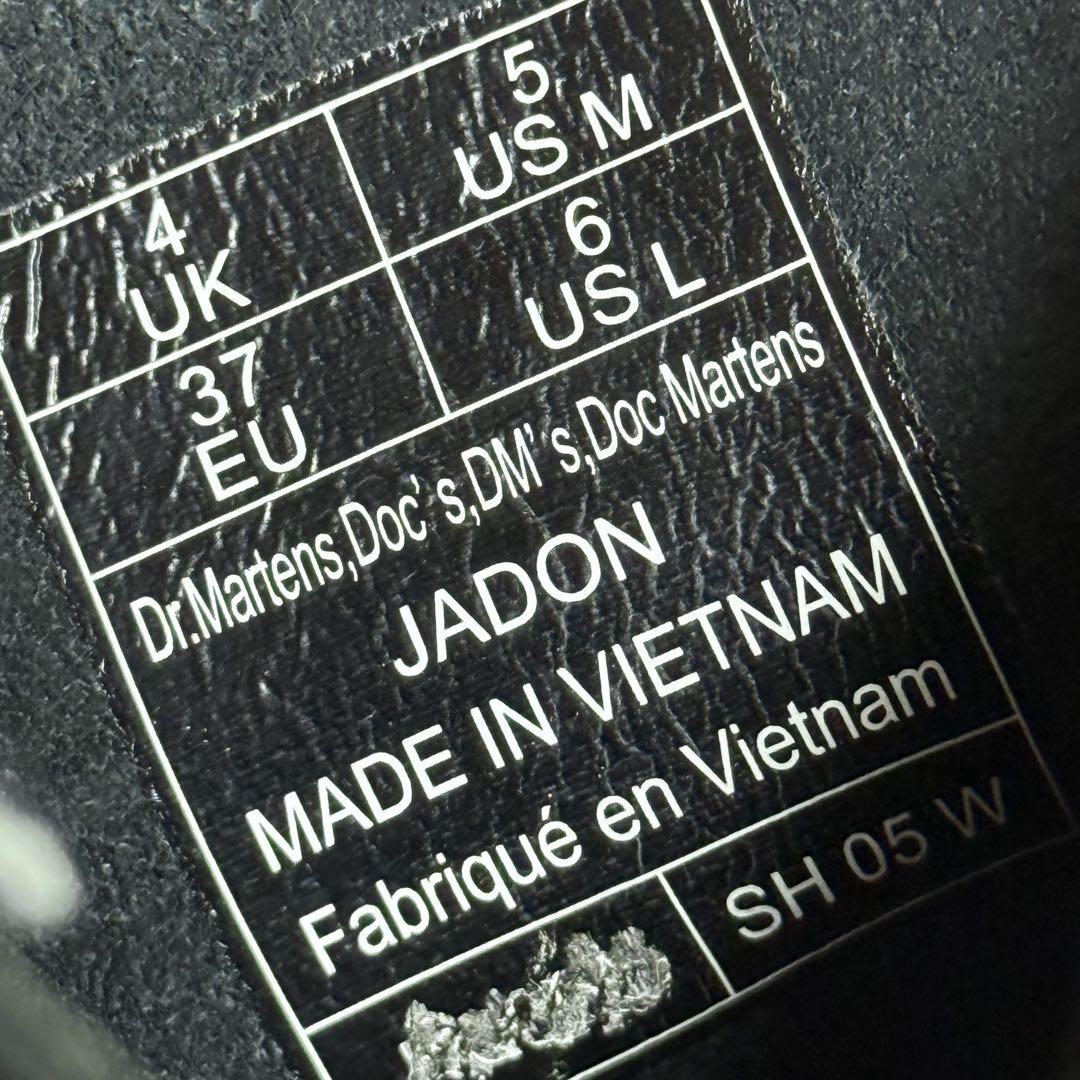 4
UK
5
US M
37
EU
6
US L
Dr.Martens,Doc's,DM''s,Doc Martens
JADON
MADE IN VIETNAM
Fabriqué en Vietnam
SH 05 W